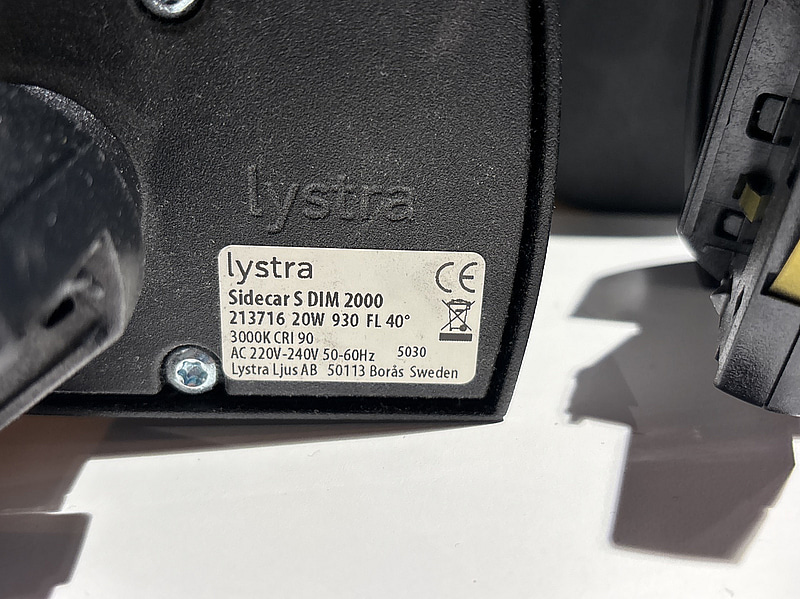 lystra
lystra
Sidecar S DIM 2000
213716 20W 930 FL 40°
3000K CRI 90
AC 220V-240V 50-60Hz 5030
Lystra Ljus AB 50113 Borås Sweden
CE